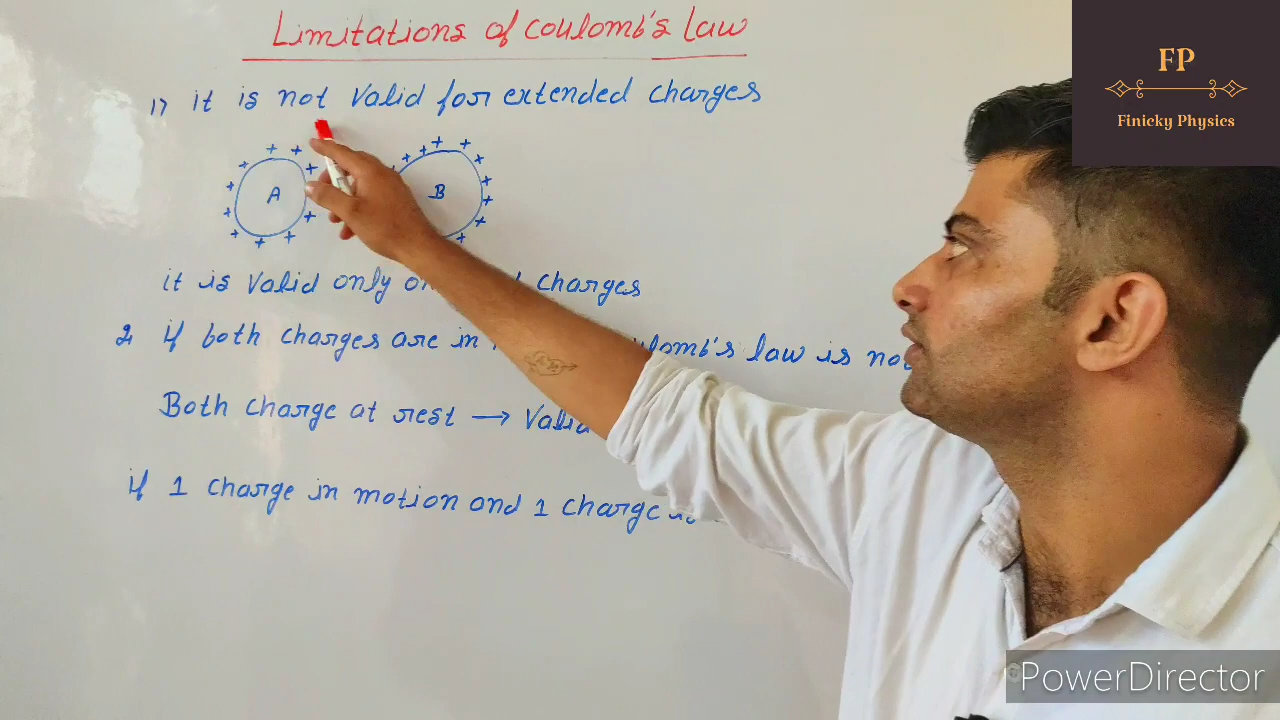 Limitations of Coulomb's law
1) it is not valid for extended charges
A B
it is valid only on charges
2 if both charges are in law is
Both charge at rest → Valid
if 1 charge in motion and 1 charge
FP
Finicky Physics
PowerDirector